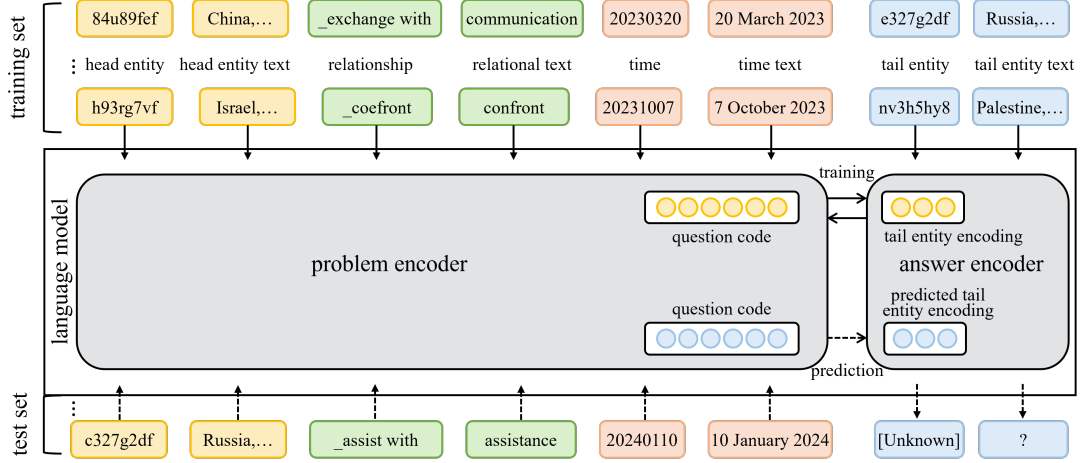 training set
84u89fef China,… _exchange with communication 20230320 20 March 2023 e327g2df Russia,…
⋮ head entity head entity text relationship relational text time time text tail entity tail entity text
h93rg7vf Israel,… _coefront confront 20231007 7 October 2023 nv3h5hy8 Palestine,…
language model
training
question code tail entity encoding
problem encoder answer encoder
question code predicted tail
entity encoding
prediction
test set
⋮
c327g2df Russia,… _assist with assistance 20240110 10 January 2024 [Unknown] ?